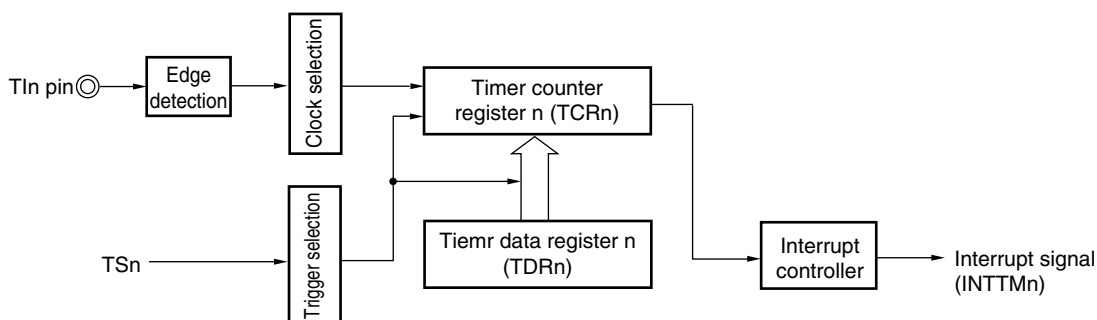 TIn pin
Edge
detection
Clock selection
Timer counter
register n (TCRn)
TSn
Trigger selection
Tiemr data register n
(TDRn)
Interrupt
controller
Interrupt signal
(INTTMn)